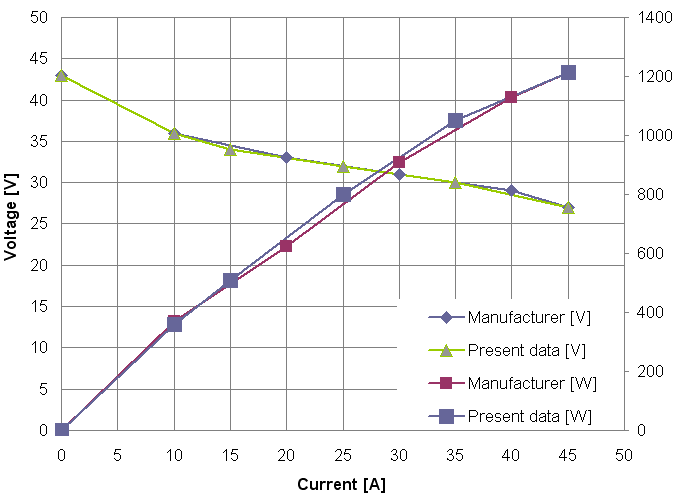 50
45
40
35
30
25
20
15
10
5
0
Voltage [V]
1400
1200
1000
800
600
400
200
0
Manufacturer [V]
Present data [V]
Manufacturer [W]
Present data [W]
0 5 10 15 20 25 30 35 40 45 50
Current [A]